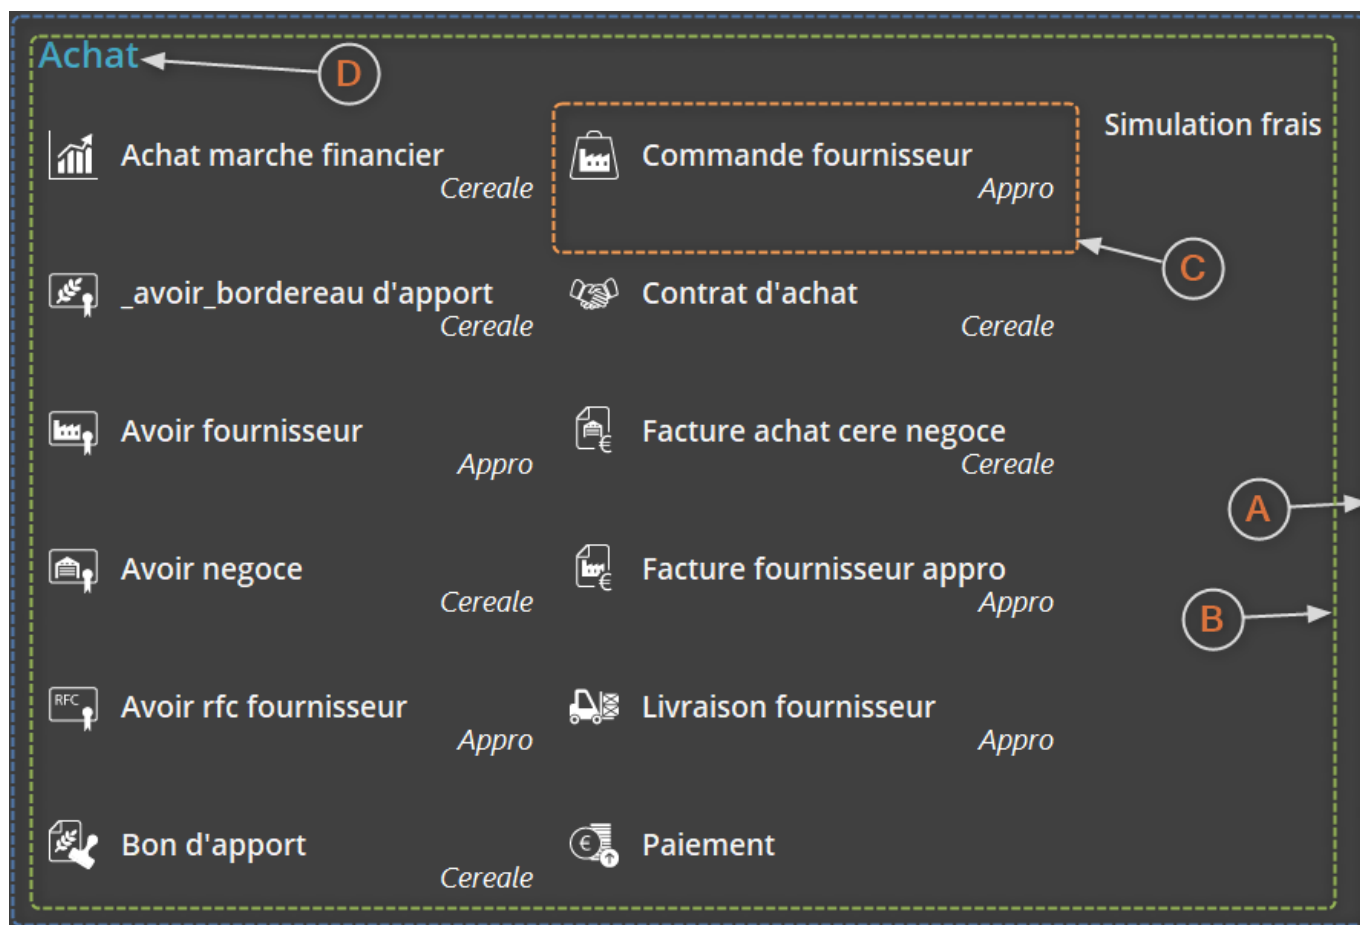 Achat
D
Achat marche financier
Cereale
Commande fournisseur
Appro
Simulation frais
C
_avoir_bordereau d'apport
Cereale
Contrat d'achat
Cereale
Avoir fournisseur
Appro
Facture achat cere negoce
Cereale
€
A
Avoir negoce
Cereale
Facture fournisseur appro
Appro
€
B
RFC
Avoir rfc fournisseur
Appro
Livraison fournisseur
Appro
Bon d'apport
Cereale
€
Paiement